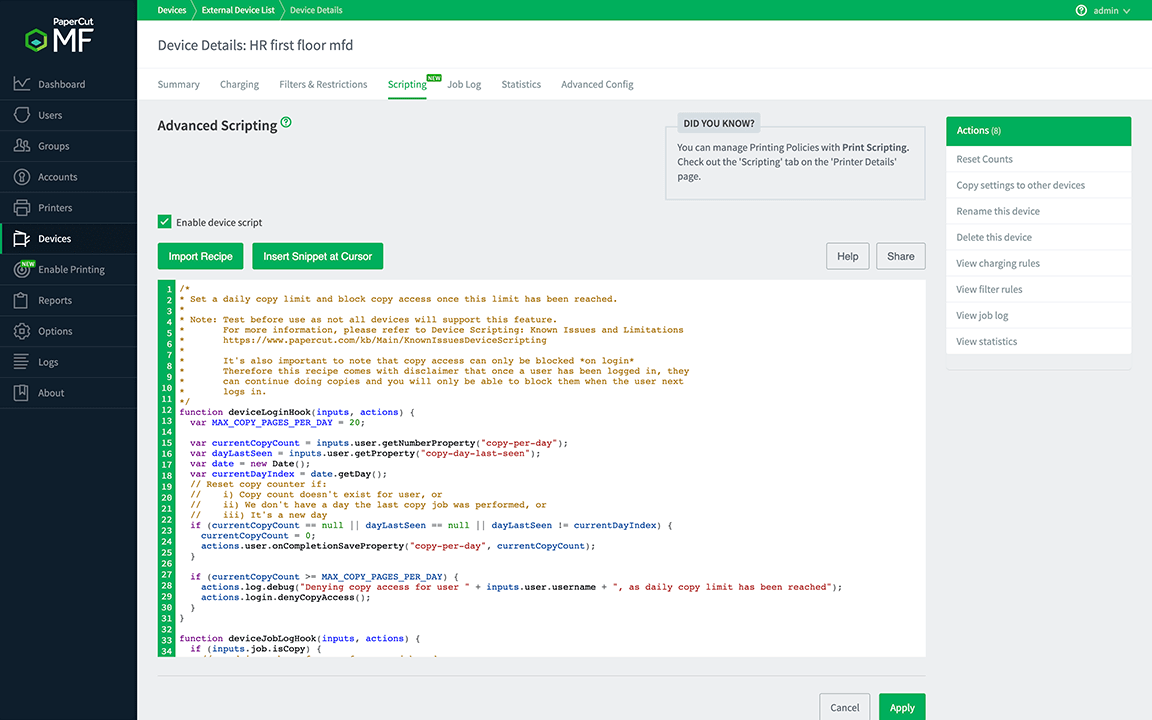 PaperCut
MF
Dashboard
Users
Groups
Accounts
Printers
Devices
NEW
Enable Printing
Reports
Options
Logs
About
Devices External Device List Device Details
admin
Device Details: HR first floor mfd
Summary Charging Filters & Restrictions Scripting NEW Job Log Statistics Advanced Config
Advanced Scripting
DID YOU KNOW?
You can manage Printing Policies with Print Scripting.
Check out the 'Scripting' tab on the 'Printer Details'
page.
Enable device script
Import Recipe Insert Snippet at Cursor Help Share
1 /*
2 * Set a daily copy limit and block copy access once this limit has been reached.
3 *
4 * Note: Test before use as not all devices will support this feature.
5 * For more information, please refer to Device Scripting: Known Issues and Limitations
6 * https://www.papercut.com/kb/Main/KnownIssuesDeviceScripting
7 *
8 * It's also important to note that copy access can only be blocked *on login*
9 * Therefore this recipe comes with disclaimer that once a user has been logged in, they
10 * can continue doing copies and you will only be able to block them when the user next
11 * logs in.
12 */
13 function deviceLoginHook(inputs, actions) {
14 var MAX_COPY_PAGES_PER_DAY = 20;
15
16 var currentCopyCount = inputs.user.getNumberProperty("copy-per-day");
17 var dayLastSeen = inputs.user.getProperty("copy-day-last-seen");
18 var date = new Date();
19 var currentDayIndex = date.getDay();
20 // Reset copy counter if:
21 // i) Copy count doesn't exist for user, or
22 // ii) We don't have a day the last copy job was performed, or
23 // iii) It's a new day
24 if (currentCopyCount == null || dayLastSeen == null || dayLastSeen != currentDayIndex) {
25 currentCopyCount = 0;
26 actions.user.onCompletionSaveProperty("copy-per-day", currentCopyCount);
27 }
28
29 if (currentCopyCount >= MAX_COPY_PAGES_PER_DAY) {
30 actions.log.debug("Denying copy access for user " + inputs.user.username + ", as daily copy limit has been reached");
31 actions.login.denyCopyAccess();
32 }
33 }
34
function deviceJobLogHook(inputs, actions) {
if (inputs.job.isCopy) {
Cancel Apply
Actions (8)
Reset Counts
Copy settings to other devices
Rename this device
Delete this device
View charging rules
View filter rules
View job log
View statistics